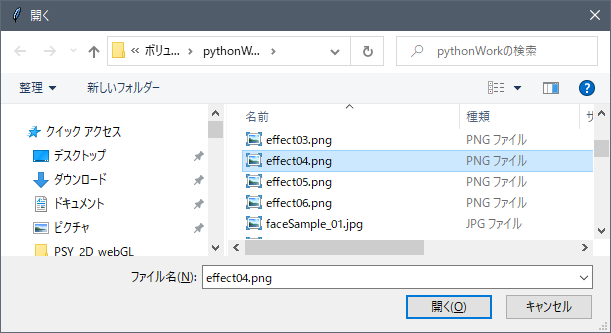 開く
« ボリュ... › pythonW... ›
pythonWorkの検索
整理 新しいフォルダー
名前 種類 サ
クイック アクセス
デスクトップ
ダウンロード
ドキュメント
ピクチャ
PSY_2D_webGL
effect03.png PNG ファイル
effect04.png PNG ファイル
effect05.png PNG ファイル
effect06.png PNG ファイル
faceSample_01.jpg JPG ファイル
ファイル名(N): effect04.png
開く(O) キャンセル